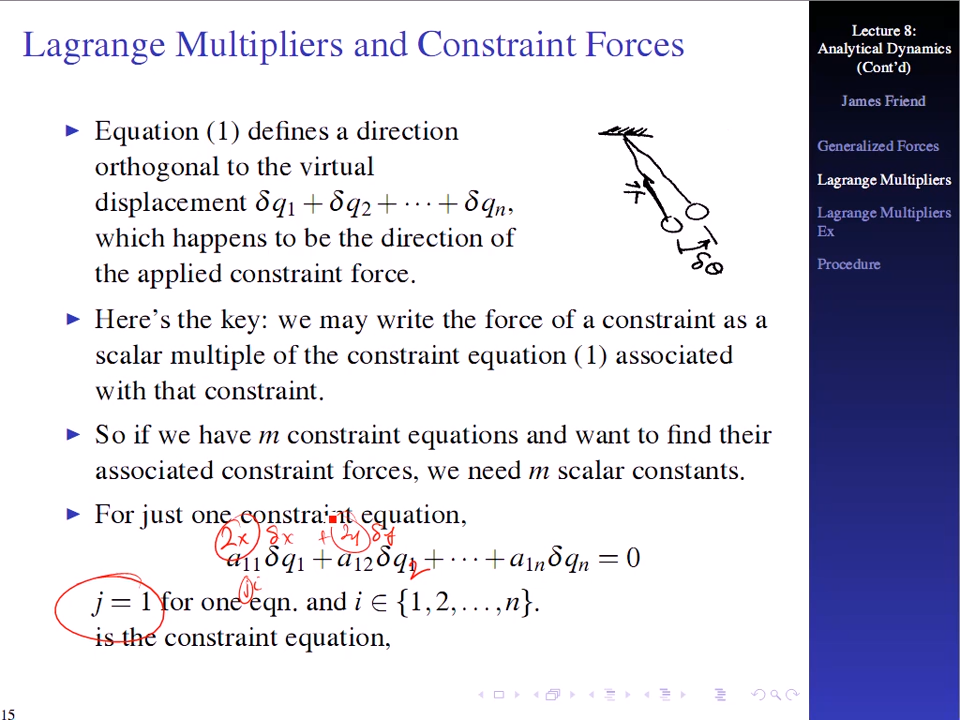 Lagrange Multipliers and Constraint Forces
Equation (1) defines a direction
orthogonal to the virtual
displacement δq₁ + δq₂ + ⋯ + δqₙ,
which happens to be the direction of
the applied constraint force.
T
δθ
Here's the key: we may write the force of a constraint as a
scalar multiple of the constraint equation (1) associated
with that constraint.
So if we have m constraint equations and want to find their
associated constraint forces, we need m scalar constants.
For just one constraint equation,
2x δx + 2y δy
a₁₁δq₁ + a₁₂δq₁ + ⋯ + a₁ₙδqₙ = 0
2
ji
j = 1 for one eqn. and i ∈ {1, 2, …, n}.
is the constraint equation,
15
Lecture 8:
Analytical Dynamics
(Cont'd)
James Friend
Generalized Forces
Lagrange Multipliers
Lagrange Multipliers
Ex
Procedure